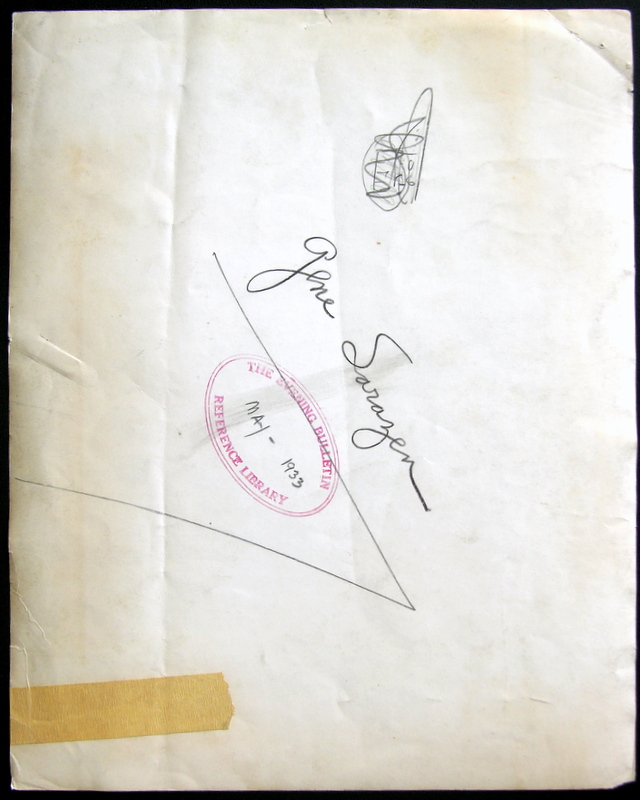 Gene Sarazen
THE EVENING BULLETIN
MAY - 1933
REFERENCE LIBRARY